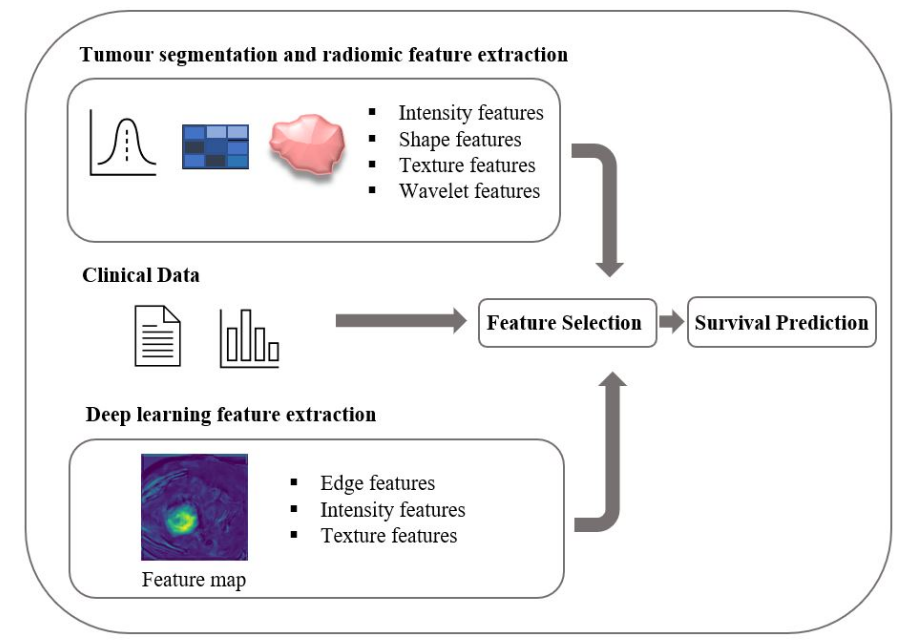 Tumour segmentation and radiomic feature extraction
▪ Intensity features
▪ Shape features
▪ Texture features
▪ Wavelet features
Clinical Data
Feature Selection
Survival Prediction
Deep learning feature extraction
▪ Edge features
▪ Intensity features
▪ Texture features
Feature map